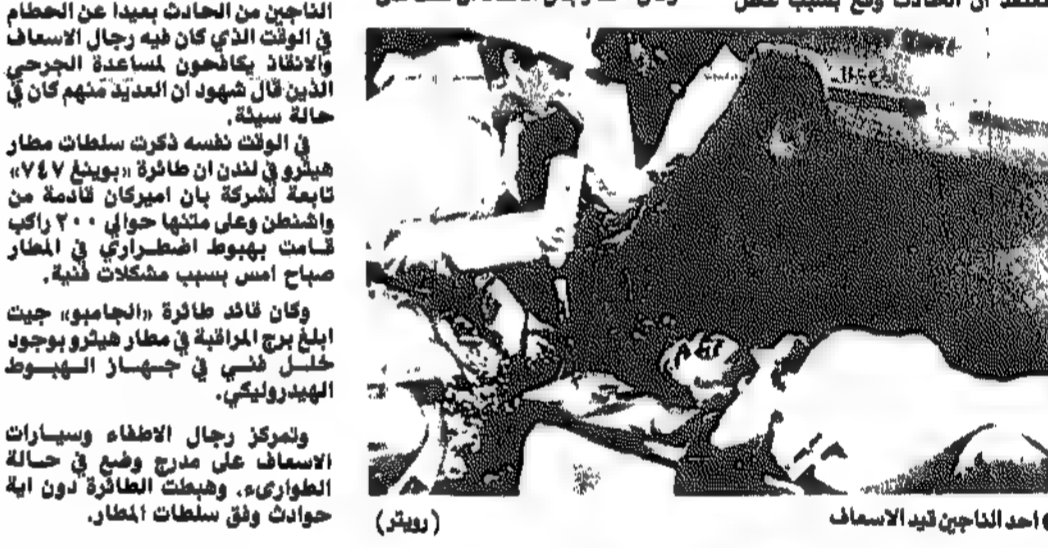 الناجين من الحادث بعيدا عن الحطام
في الوقت الذي كان فيه رجال الاسعاف
والانقاذ يكافحون لمساعدة الجرحي
الذين قال شهود ان العديد منهم كان في
حالة سيئة.
في الوقت نفسه ذكرت سلطات مطار
هيثرو في لندن ان طائرة «بوينغ ٧٤٧»
تابعة لشركة بان اميركان قادمة من
واشنطن وعلى متنها حوالي ٢٠٠ راكب
قامت بهبوط اضطراري في المطار
صباح امس بسبب مشكلات فنية.
وكان قائد طائرة «الجامبو» جيت
ابلغ برج المراقبة في مطار هيثرو بوجود
خلل فني في جهاز الهبوط
الهيدروليكي.
وتمركز رجال الاطفاء وسيارات
الاسعاف على مدرج وضع في حالة
الطوارىء. وهبطت الطائرة دون اية
حوادث وفق سلطات المطار.
احد الناجين قيد الاسعاف
(رويتر)